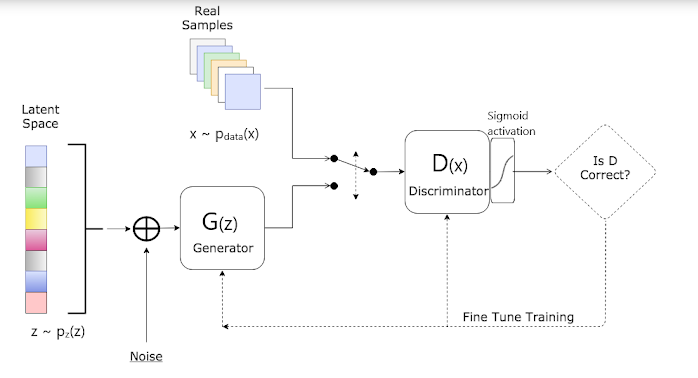 Real
Samples
x ~ pdata(x)
Latent
Space
z ~ pz(z)
Noise
G(z)
Generator
D(x)
Discriminator
Sigmoid
activation
Is D
Correct?
Fine Tune Training